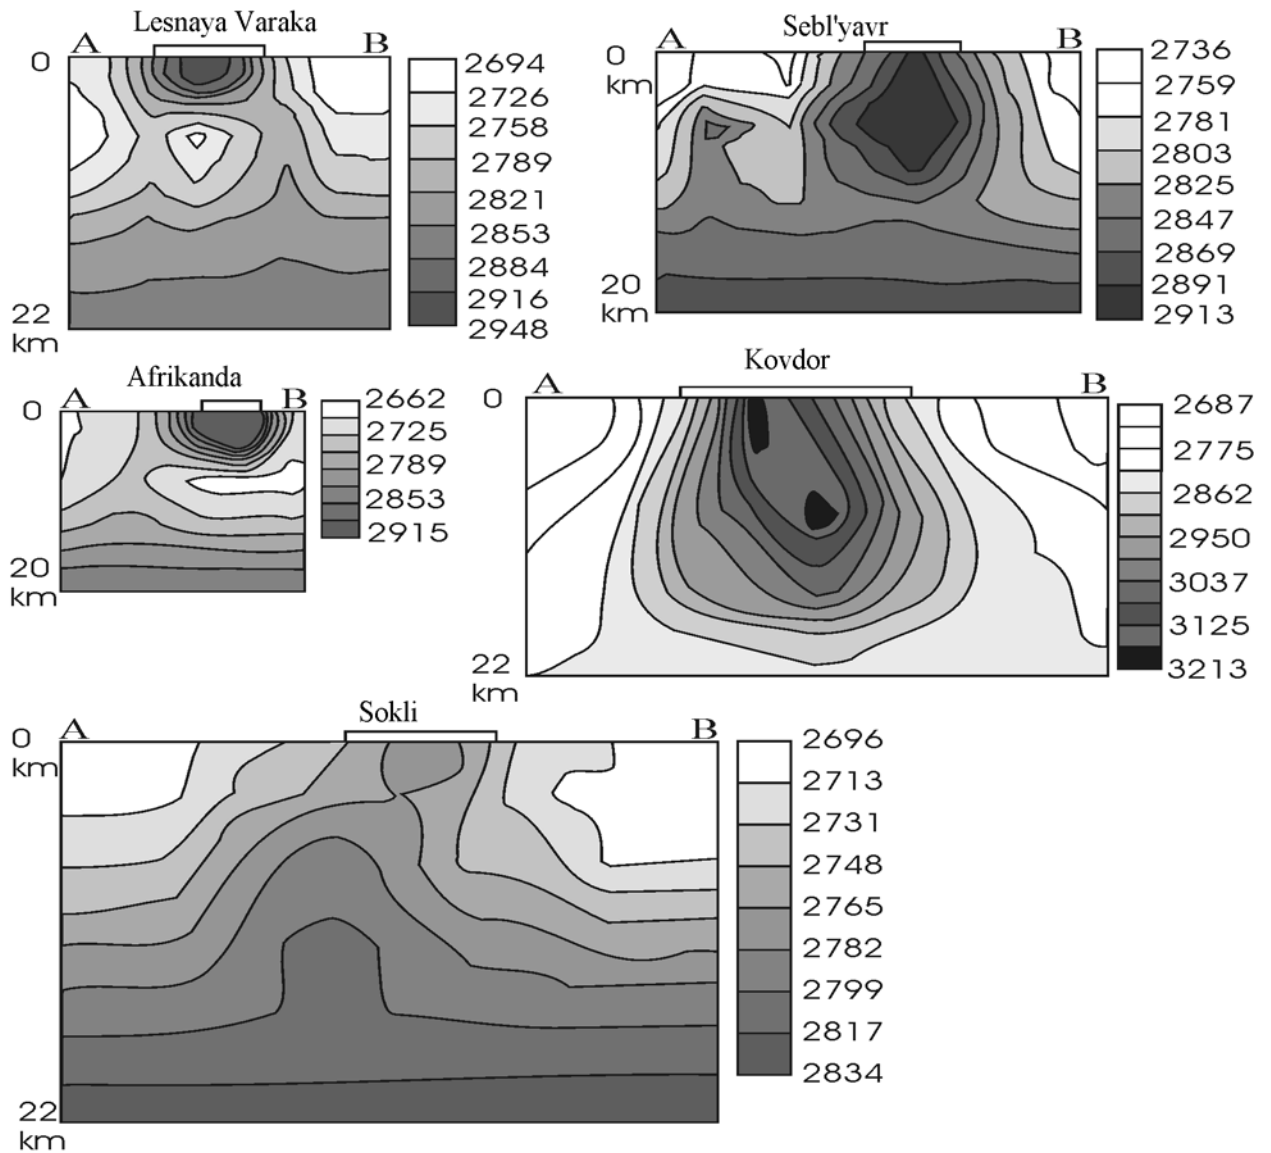 Lesnaya Varaka
A
B
0
22
km
2694
2726
2758
2789
2821
2853
2884
2916
2948
Sebl'yavr
A
B
0
km
20
km
2736
2759
2781
2803
2825
2847
2869
2891
2913
Afrikanda
A
B
0
20
km
2662
2725
2789
2853
2915
Kovdor
A
B
0
22
km
2687
2775
2862
2950
3037
3125
3213
Sokli
A
B
0
km
22
km
2696
2713
2731
2748
2765
2782
2799
2817
2834